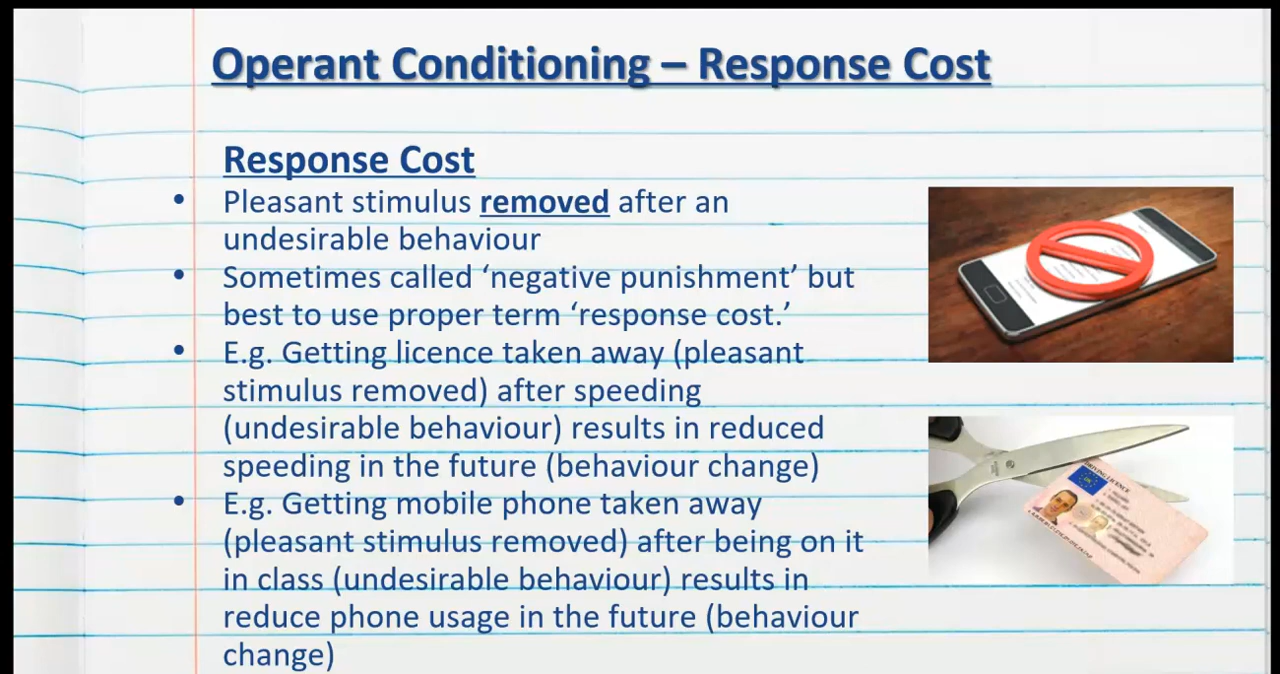 Operant Conditioning – Response Cost
Response Cost
• Pleasant stimulus removed after an
undesirable behaviour
• Sometimes called ‘negative punishment’ but
best to use proper term ‘response cost.’
• E.g. Getting licence taken away (pleasant
stimulus removed) after speeding
(undesirable behaviour) results in reduced
speeding in the future (behaviour change)
• E.g. Getting mobile phone taken away
(pleasant stimulus removed) after being on it
in class (undesirable behaviour) results in
reduce phone usage in the future (behaviour
change)
DRIVING LICENCE